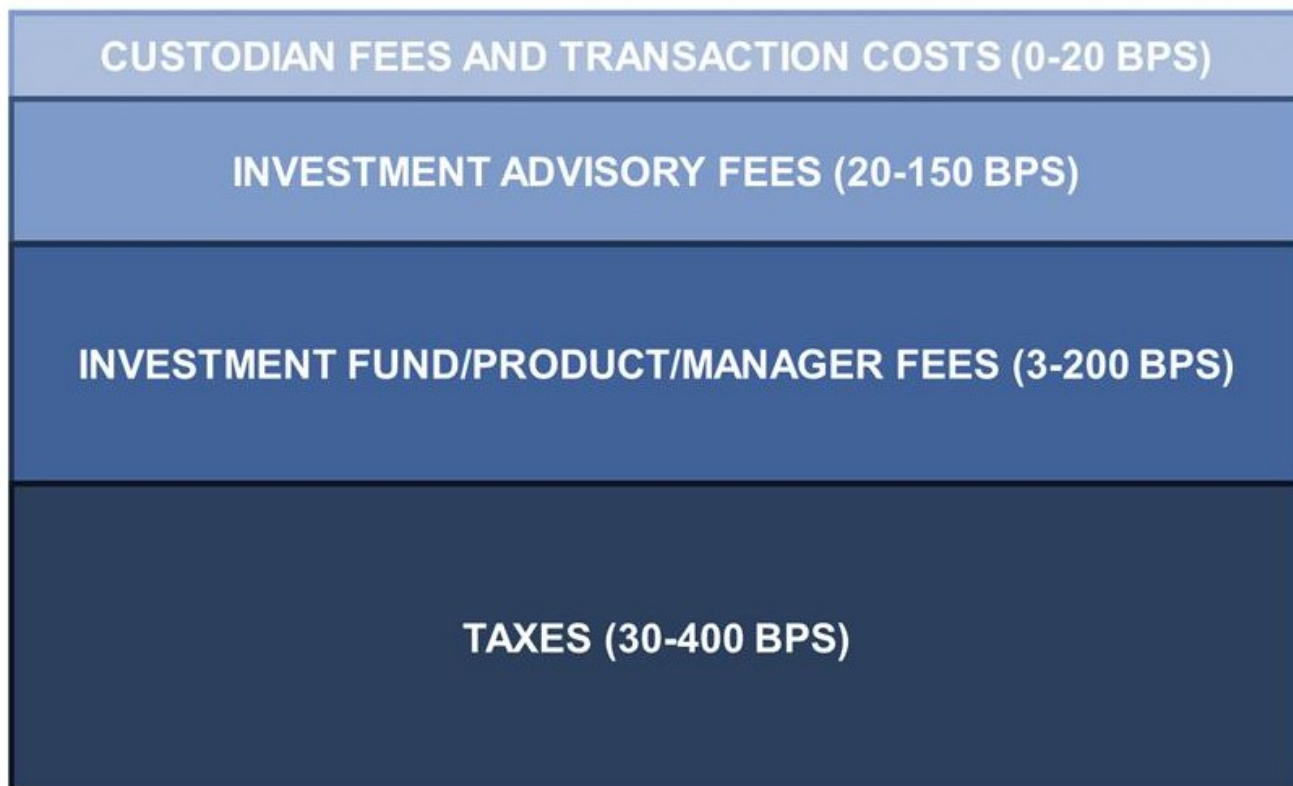 CUSTODIAN FEES AND TRANSACTION COSTS (0-20 BPS)
INVESTMENT ADVISORY FEES (20-150 BPS)
INVESTMENT FUND/PRODUCT/MANAGER FEES (3-200 BPS)
TAXES (30-400 BPS)